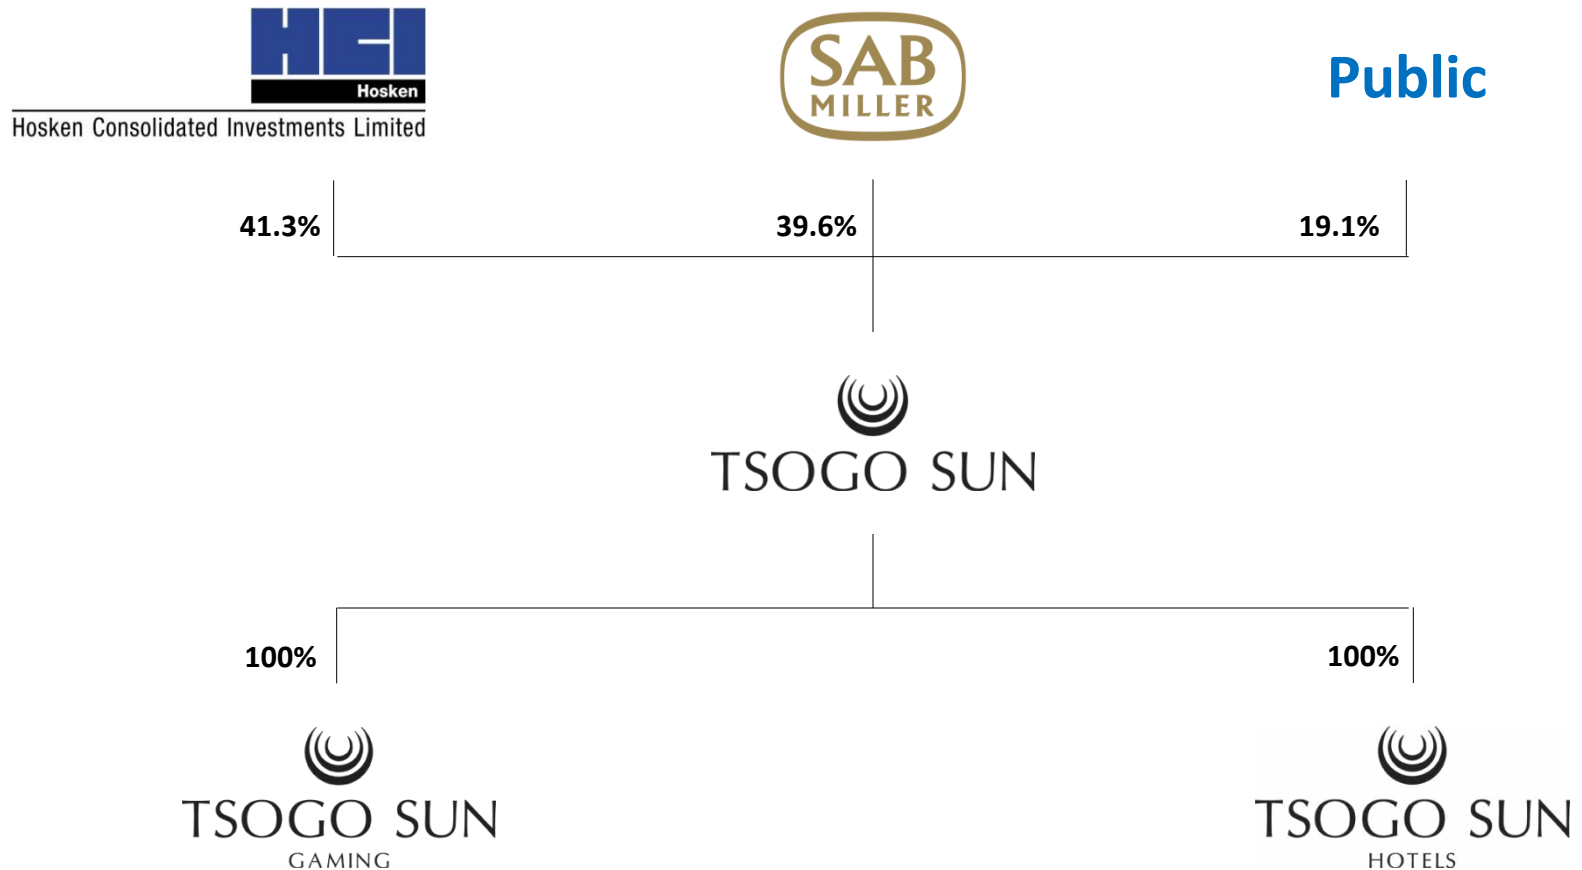 HCI
Hosken
Hosken Consolidated Investments Limited
SAB
MILLER
Public
41.3%
39.6%
19.1%
TSOGO SUN
100%
100%
TSOGO SUN
GAMING
TSOGO SUN
HOTELS